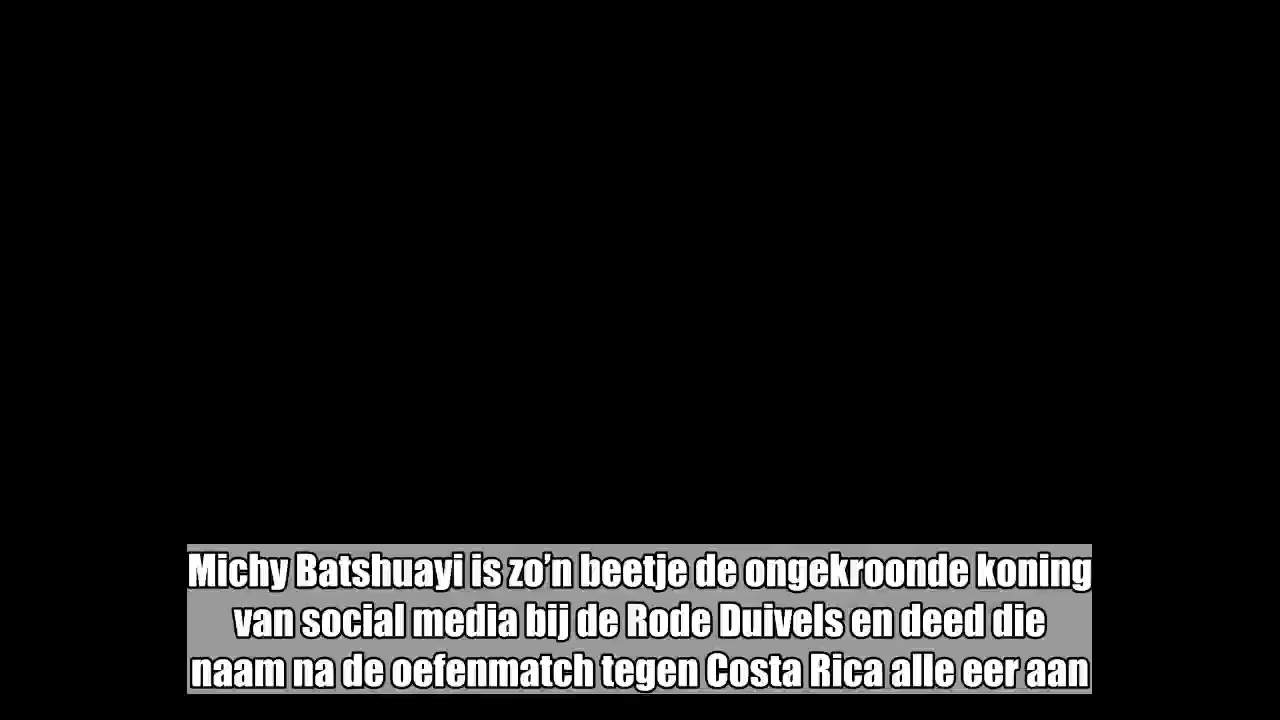 Michy Batshuayi is zo’n beetje de ongekroonde koning
van social media bij de Rode Duivels en deed die
naam na de oefenmatch tegen Costa Rica alle eer aan